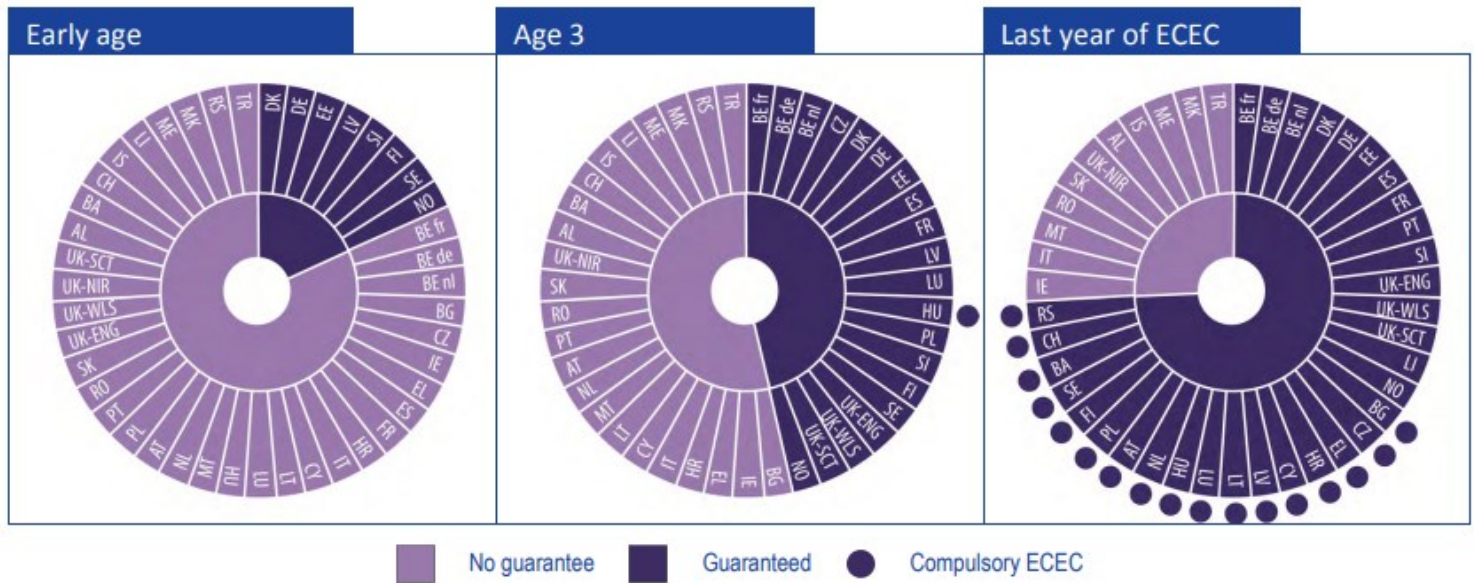 Early age
DK
DE
EE
LV
SI
FI
SE
NO
BE fr
BE de
BE nl
BG
CZ
IE
EL
ES
FR
HR
IT
CY
LT
LU
HU
MT
NL
AT
PL
PT
RO
SK
UK-ENG
UK-WLS
UK-NIR
UK-SCT
AL
BA
CH
IS
LI
ME
MK
RS
TR
Age 3
BE fr
BE de
BE nl
CZ
DK
DE
EE
ES
FR
LV
LU
HU
PL
SI
FI
SE
UK-ENG
UK-WLS
UK-SCT
NO
BG
IE
EL
HR
IT
CY
LT
MT
NL
AT
PT
RO
SK
UK-NIR
AL
BA
CH
IS
LI
ME
MK
RS
TR
Last year of ECEC
BE fr
BE de
BE nl
DK
DE
EE
ES
FR
PT
SI
UK-ENG
UK-WLS
UK-SCT
LI
NO
BG
CZ
EL
HR
CY
LV
LT
LU
HU
NL
AT
PL
FI
SE
BA
CH
RS
IE
IT
MT
RO
SK
UK-NIR
AL
IS
ME
MK
TR
No guarantee
Guaranteed
Compulsory ECEC